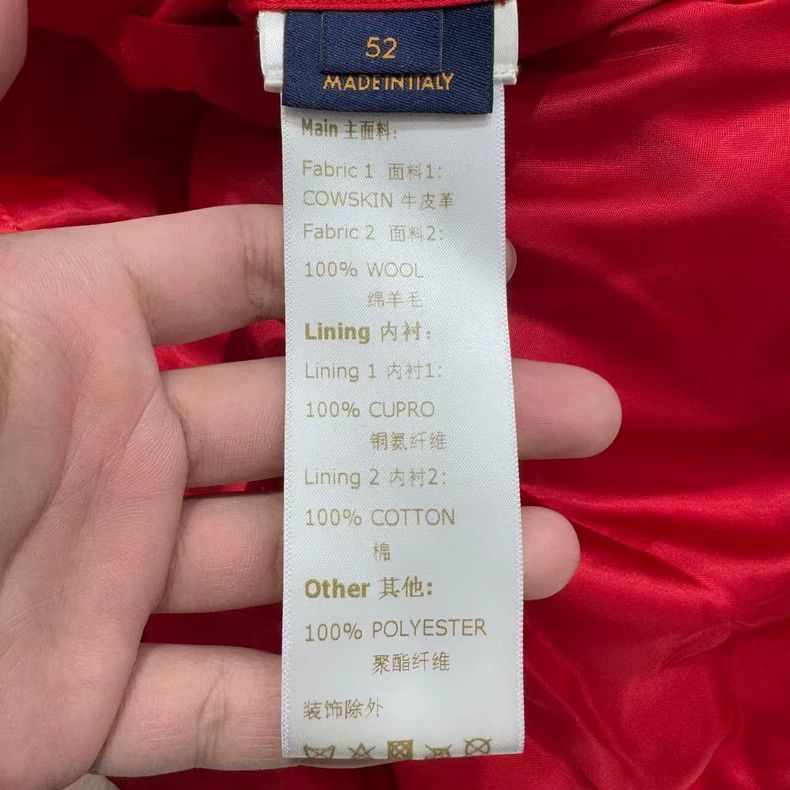 52
MADE IN ITALY
Main 主面料:
Fabric 1 面料1:
COWSKIN 牛皮革
Fabric 2 面料2:
100% WOOL
绵羊毛
Lining 内衬:
Lining 1 内衬1:
100% CUPRO
铜氨纤维
Lining 2 内衬2:
100% COTTON
棉
Other 其他:
100% POLYESTER
聚酯纤维
装饰除外